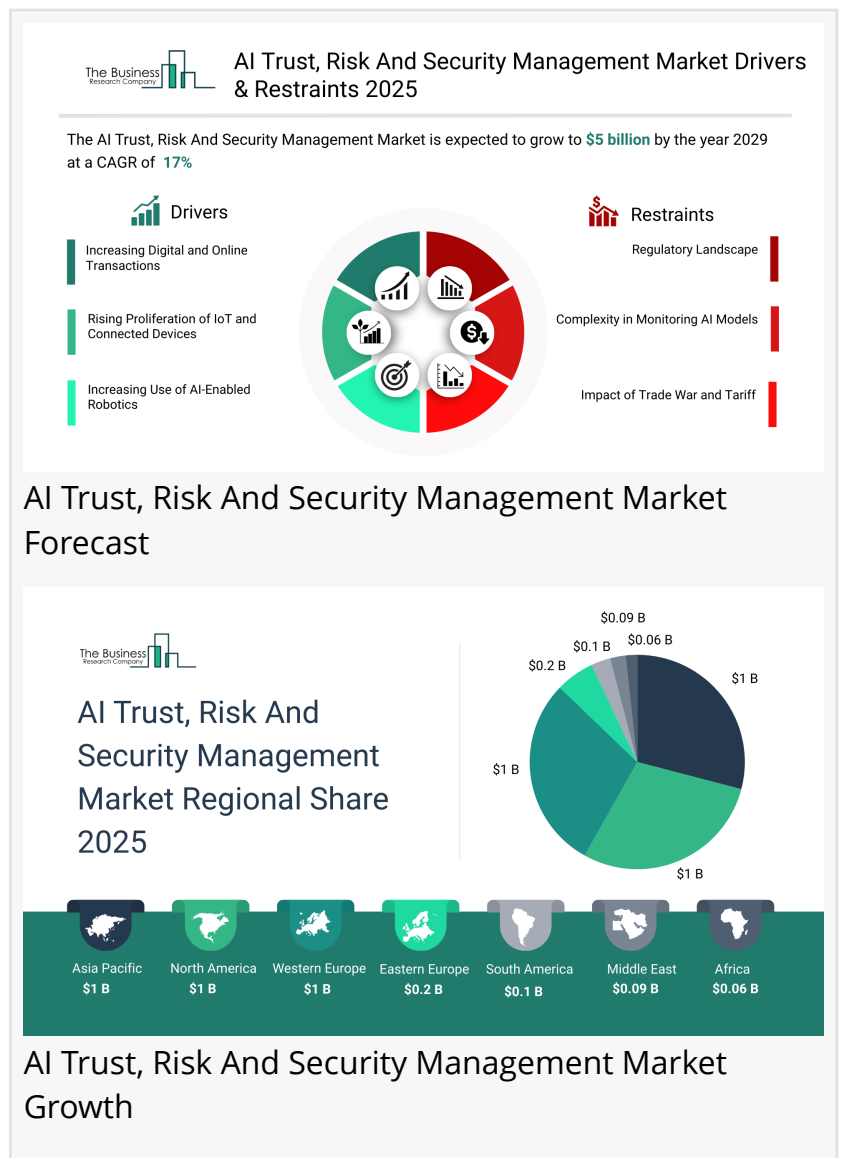 The Business
Research Company
AI Trust, Risk And Security Management Market Drivers
& Restraints 2025
The AI Trust, Risk And Security Management Market is expected to grow to $5 billion by the year 2029
at a CAGR of 17%
Drivers
Increasing Digital and Online
Transactions
Rising Proliferation of IoT and
Connected Devices
Increasing Use of AI-Enabled
Robotics
Restraints
Regulatory Landscape
Complexity in Monitoring AI Models
Impact of Trade War and Tariff
AI Trust, Risk And Security Management Market
Forecast
The Business
Research Company
AI Trust, Risk And
Security Management
Market Regional Share
2025
$0.09 B
$0.06 B
$0.1 B
$0.2 B
$1 B
$1 B
$1 B
Asia Pacific
$1 B
North America
$1 B
Western Europe
$1 B
Eastern Europe
$0.2 B
South America
$0.1 B
Middle East
$0.09 B
Africa
$0.06 B
AI Trust, Risk And Security Management Market
Growth